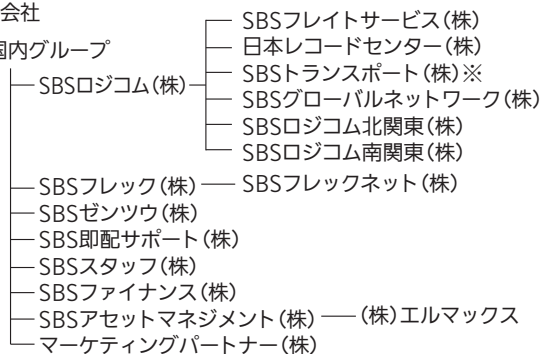 会社
国内グループ
SBSロジコム(株)
SBSフレイトサービス(株)
日本レコードセンター(株)
SBSトランスポート(株)※
SBSグローバルネットワーク(株)
SBSロジコム北関東(株)
SBSロジコム南関東(株)
SBSフレック(株)
SBSフレックネット(株)
SBSゼンツウ(株)
SBS即配サポート(株)
SBSスタッフ(株)
SBSファイナンス(株)
SBSアセットマネジメント(株)
(株)エルマックス
マーケティングパートナー(株)